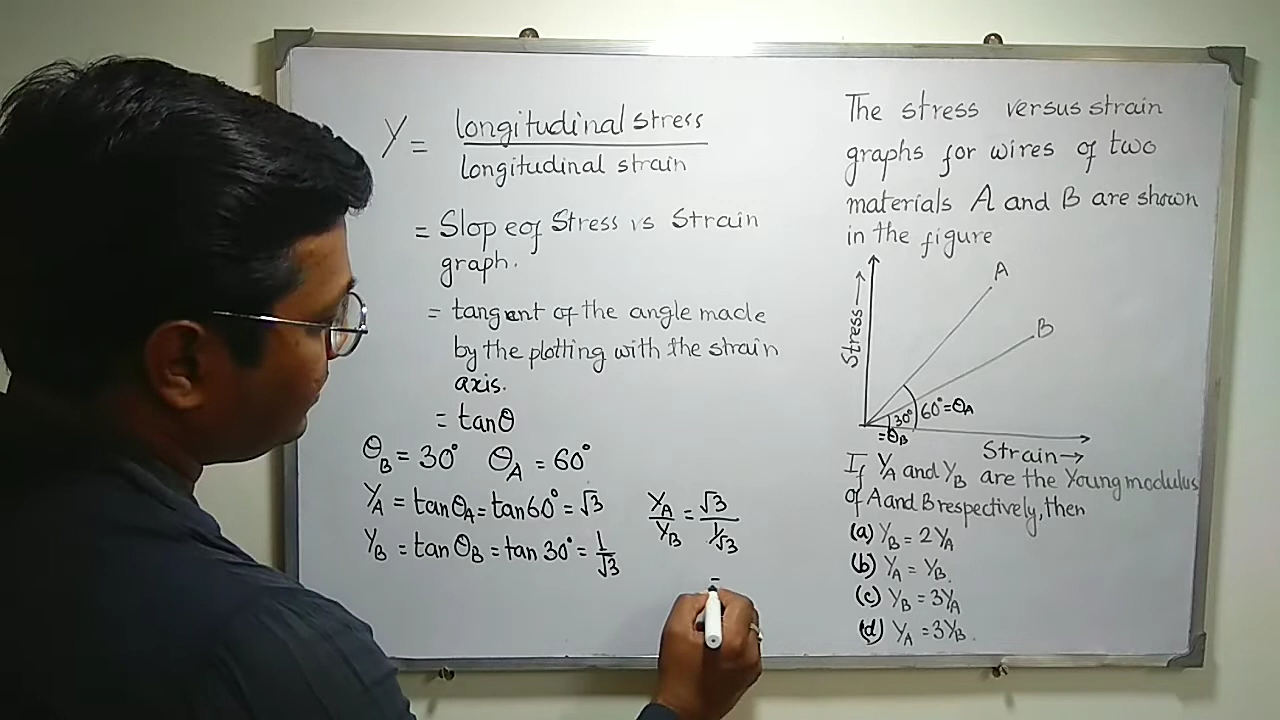 Y = longitudinal stress / longitudinal strain
= Slope of Stress vs Strain
graph.
= tangent of the angle made
by the plotting with the strain
axis.
= tanθ
θ_B = 30° θ_A = 60°
Y_A = tanθ_A = tan60° = √3
Y_B = tanθ_B = tan 30° = 1/√3
Y_A/Y_B = √3/(1/√3)
=
The stress versus strain
graphs for wires of two
materials A and B are shown
in the figure
Stress →
A
B
30° 60° = θ_A
= θ_B
Strain →
If Y_A and Y_B are the Young modulus
of A and B respectively, then
(a) Y_B = 2Y_A
(b) Y_A = Y_B.
(c) Y_B = 3Y_A
(d) Y_A = 3Y_B.